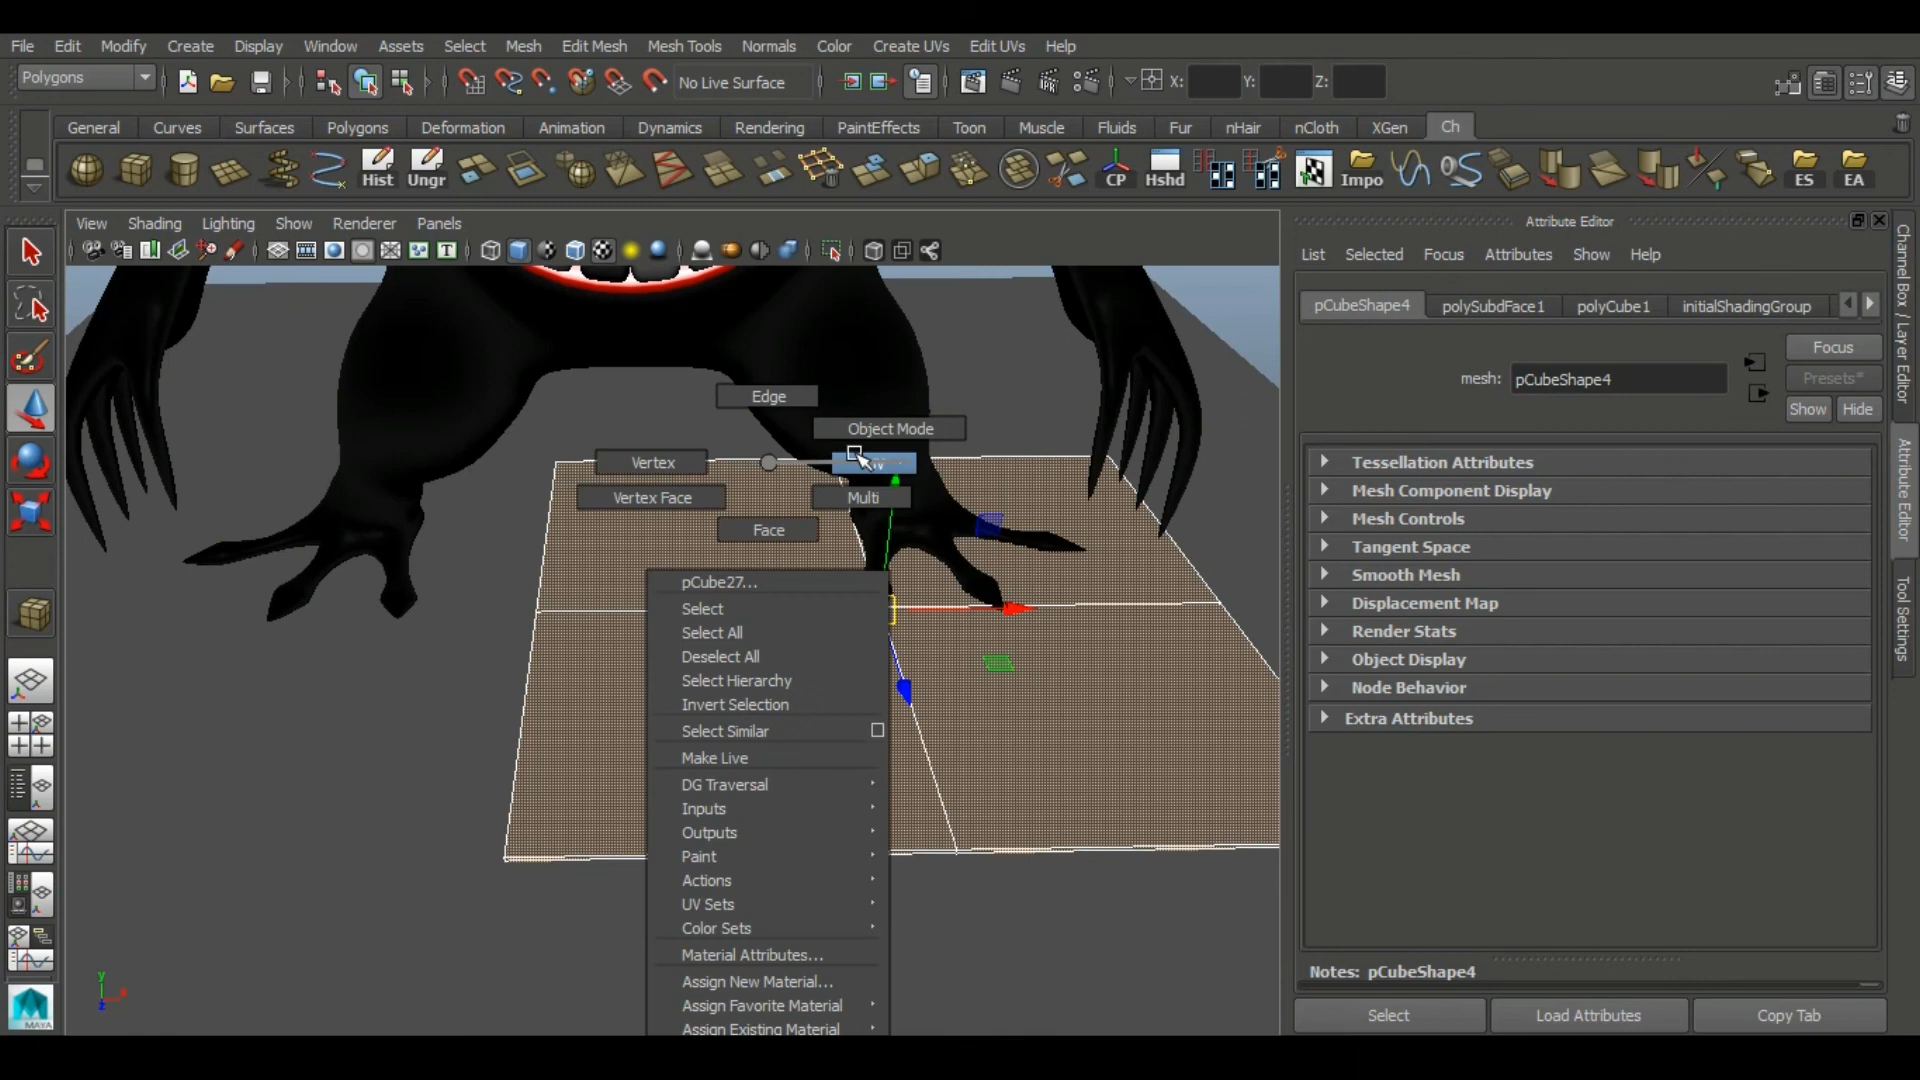 File Edit Modify Create Display Window Assets Select Mesh Edit Mesh Mesh Tools Normals Color Create UVs Edit UVs Help
Polygons No Live Surface X: Y: Z:
General Curves Surfaces Polygons Deformation Animation Dynamics Rendering PaintEffects Toon Muscle Fluids Fur nHair nCloth XGen Ch
Hist Ungr CP Hshd Impo ES EA
View Shading Lighting Show Renderer Panels
Attribute Editor
List Selected Focus Attributes Show Help
pCubeShape4 polySubdFace1 polyCube1 initialShadingGroup
Focus
mesh: pCubeShape4
Presets*
Show Hide
Tessellation Attributes
Mesh Component Display
Mesh Controls
Tangent Space
Smooth Mesh
Displacement Map
Render Stats
Object Display
Node Behavior
Extra Attributes
Notes: pCubeShape4
Select Load Attributes Copy Tab
Channel Box / Layer Editor
Attribute Editor
Tool Settings
Edge
Object Mode
Vertex
Vertex Face
Multi
Face
pCube27...
Select
Select All
Deselect All
Select Hierarchy
Invert Selection
Select Similar
Make Live
DG Traversal
Inputs
Outputs
Paint
Actions
UV Sets
Color Sets
Material Attributes...
Assign New Material...
Assign Favorite Material
Assign Existing Material
y
x
z
MAYA